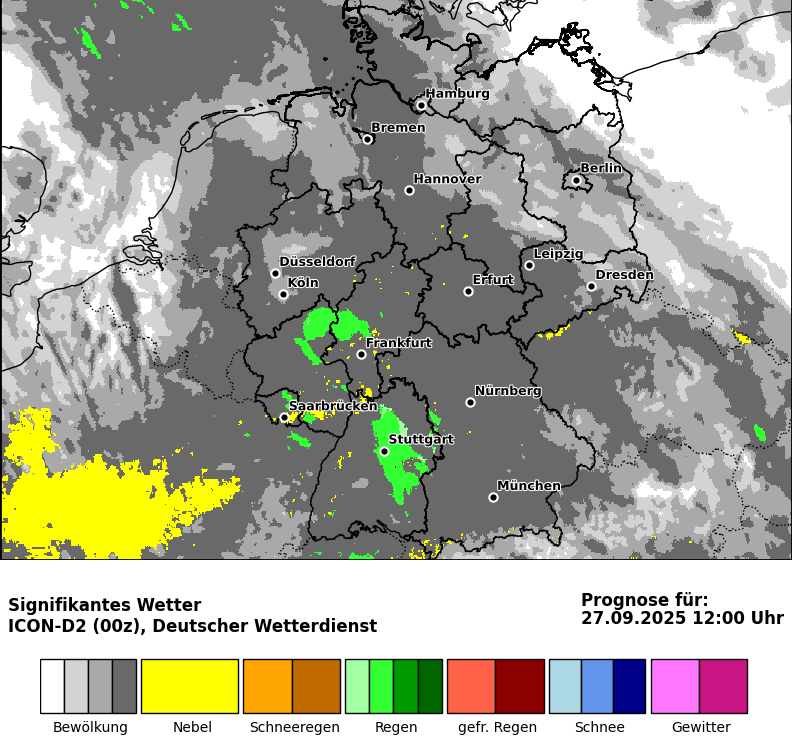 Hamburg
Bremen
Berlin
Hannover
Düsseldorf
Leipzig
Köln
Erfurt
Dresden
Frankfurt
Nürnberg
Saarbrücken
Stuttgart
München
Signifikantes Wetter
ICON-D2 (00z), Deutscher Wetterdienst
Prognose für:
27.09.2025 12:00 Uhr
Bewölkung Nebel Schneeregen Regen gefr. Regen Schnee Gewitter